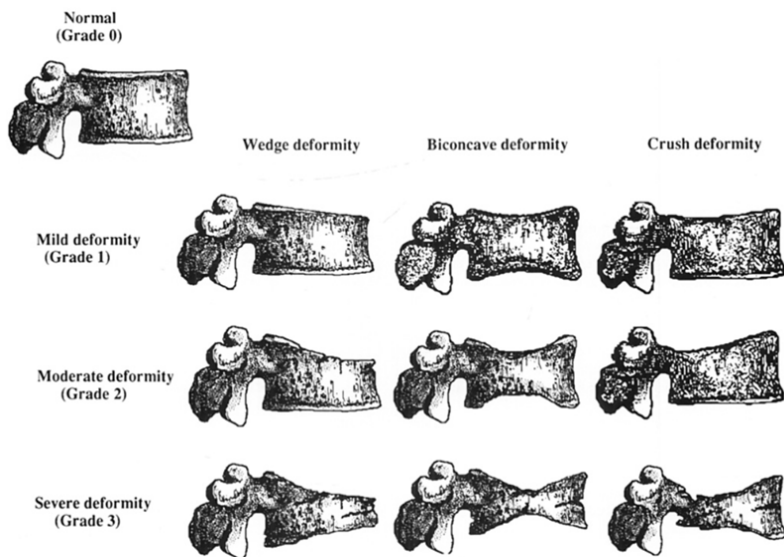 Normal
(Grade 0)
Wedge deformity
Biconcave deformity
Crush deformity
Mild deformity
(Grade 1)
Moderate deformity
(Grade 2)
Severe deformity
(Grade 3)